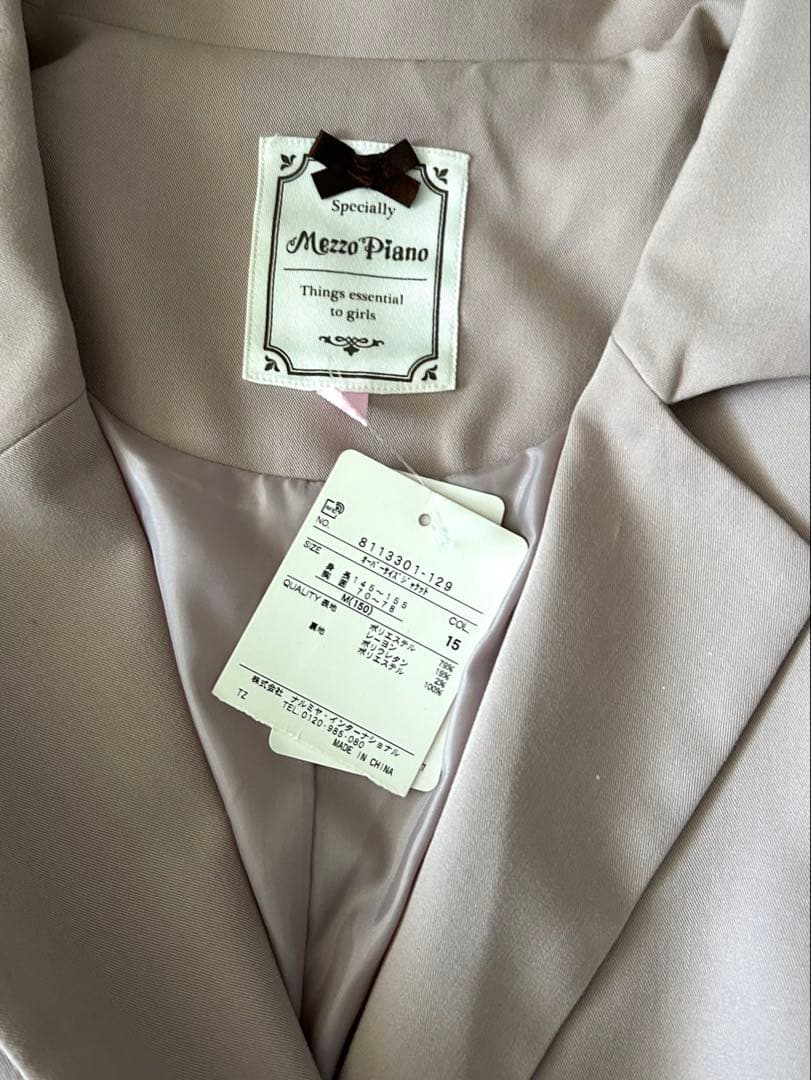 Specially
Mezzo Piano
Things essential
to girls
NO. 8113301-129
オーバーサイズジャケット
SIZE 身長 145~155
胸囲 70~78
M(150)
COL.
15
QUALITY 表地 ポリエステル 79%
レーヨン 19%
ポリウレタン 2%
裏地 ポリエステル 100%
株式会社 ナルミヤ・インターナショナル
TEL.0120-985-080
TZ MADE IN CHINA